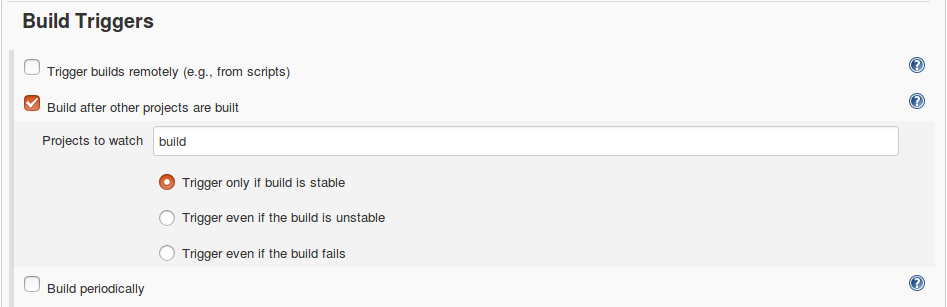 Build Triggers
Trigger builds remotely (e.g., from scripts)
?
Build after other projects are built
?
Projects to watch build
Trigger only if build is stable
Trigger even if the build is unstable
Trigger even if the build fails
Build periodically
?